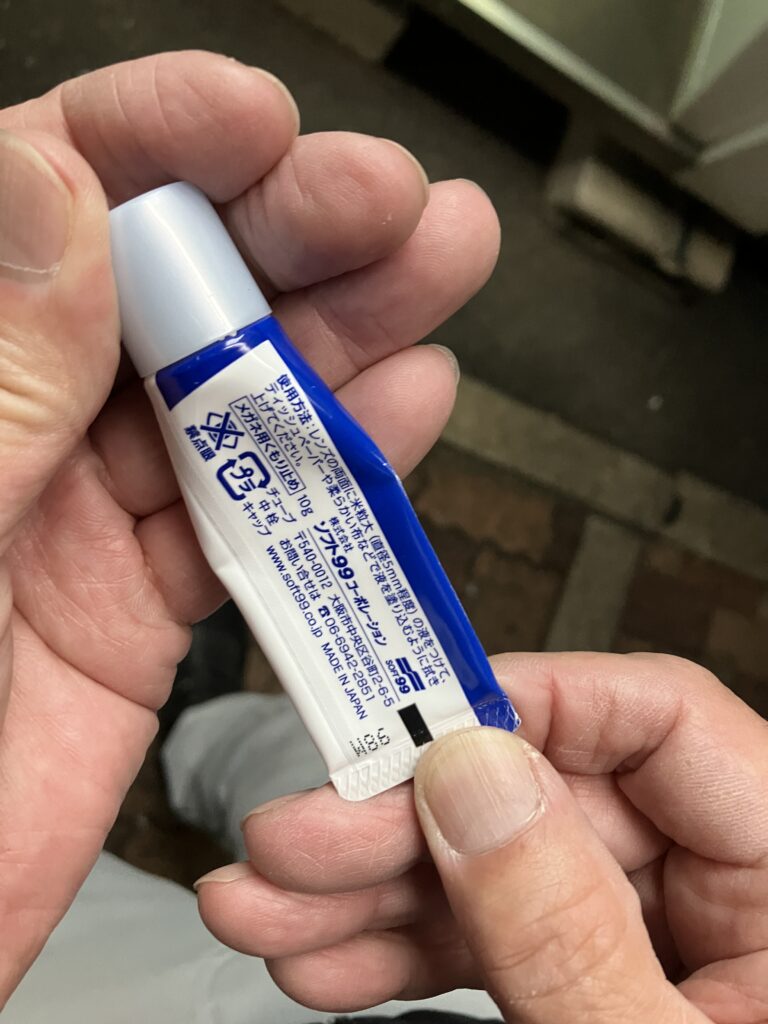 使用方法：レンズの両面に米粒大（直径5mm程度）の液をつけて、
ティッシュペーパーや柔らかい布などで液を塗り込むように拭き
上げてください。
メガネ用くもり止め 10g
禁点眼
プラ
チューブ
中栓
キャップ
株式会社
ソフト99コーポレーション
SOFT99
〒540-0012 大阪市中央区谷町2-6-5
お問い合せは ☎06-6942-2851
www.soft99.co.jp MADE IN JAPAN